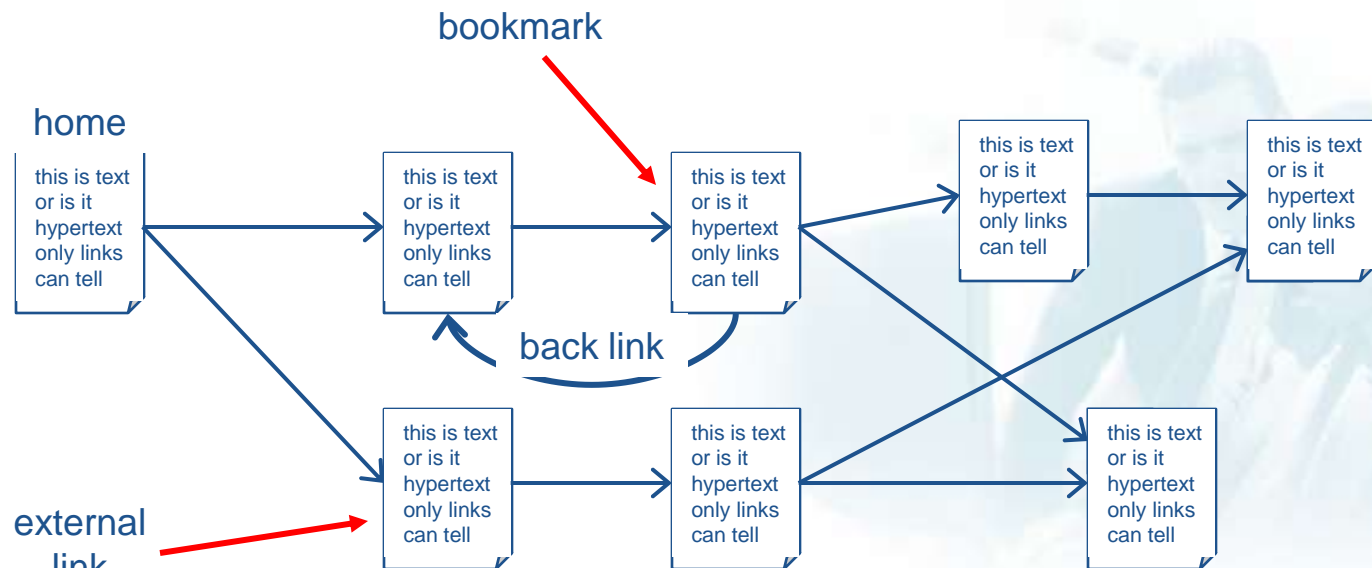 bookmark
home
this is text
or is it
hypertext
only links
can tell
this is text
or is it
hypertext
only links
can tell
this is text
or is it
hypertext
only links
can tell
this is text
or is it
hypertext
only links
can tell
this is text
or is it
hypertext
only links
can tell
back link
this is text
or is it
hypertext
only links
can tell
this is text
or is it
hypertext
only links
can tell
this is text
or is it
hypertext
only links
can tell
external
link